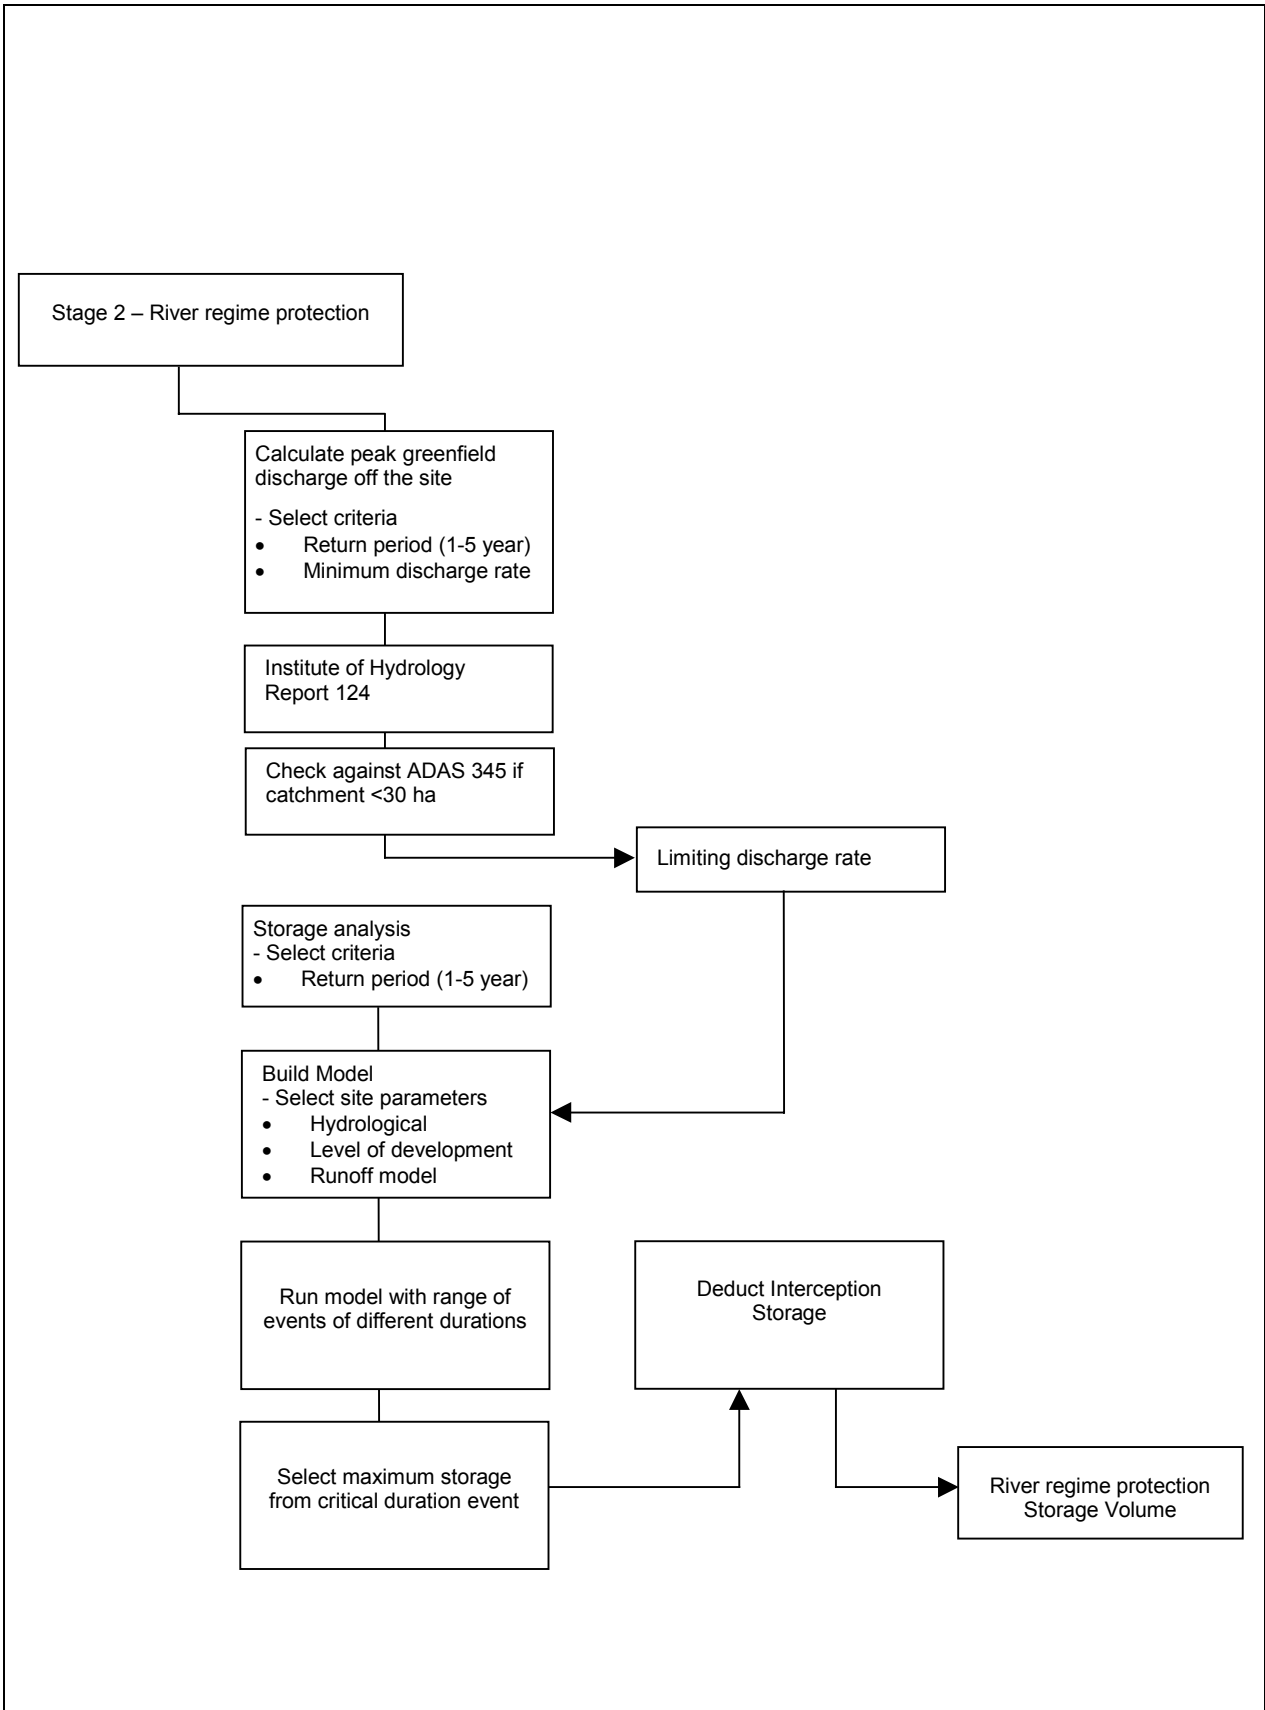 Stage 2 – River regime protection
Calculate peak greenfield
discharge off the site
- Select criteria
• Return period (1-5 year)
• Minimum discharge rate
Institute of Hydrology
Report 124
Check against ADAS 345 if
catchment <30 ha
Limiting discharge rate
Storage analysis
- Select criteria
• Return period (1-5 year)
Build Model
- Select site parameters
• Hydrological
• Level of development
• Runoff model
Run model with range of
events of different durations
Deduct Interception
Storage
Select maximum storage
from critical duration event
River regime protection
Storage Volume